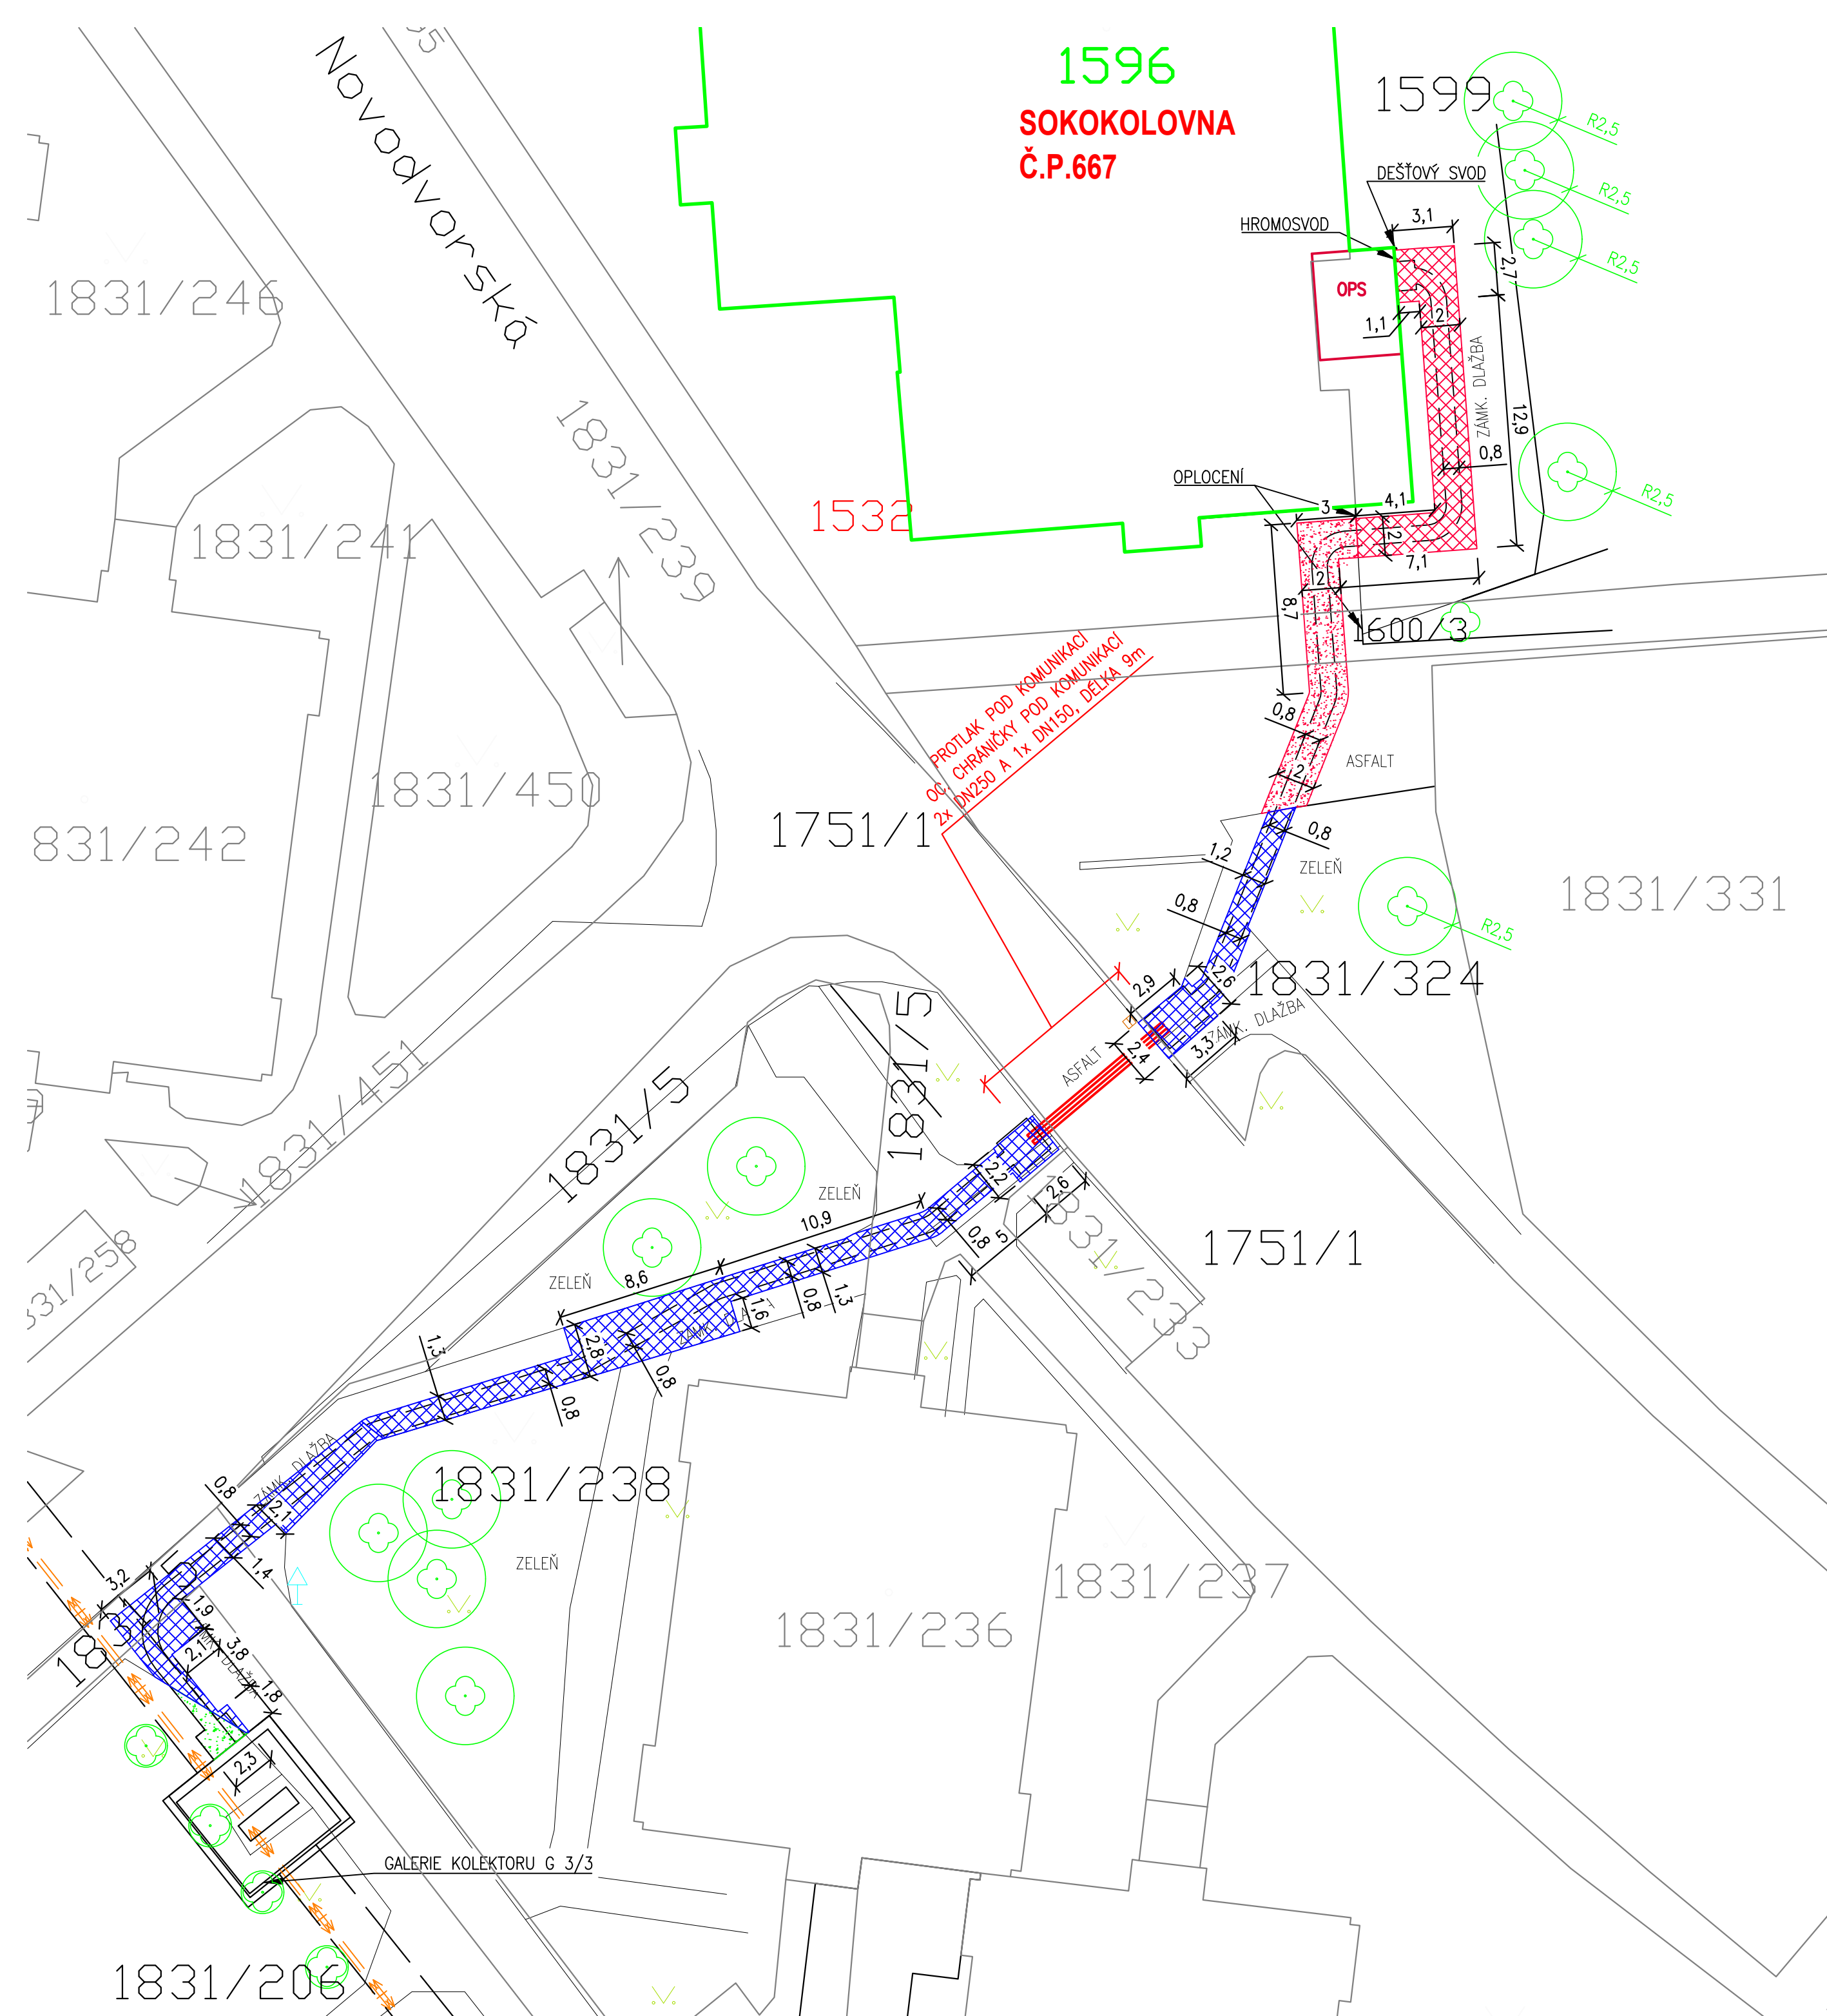 1596
SOKOKOLOVNA
Č.P.667
1599
R2,5
R2,5
R2,5
DEŠŤOVÝ SVOD
HROMOSVOD
3,1
2,7
OPS
1,1
2
ZÁMK. DLAŽBA
12,9
0,8
R2,5
OPLOCENÍ
3
4,1
2
7,1
2
8,7
1600/3
Novodvorská
1831/246
1831/239
1831/241
1532
PROTLAK POD KOMUNIKACÍ
OC. CHRÁNIČKY POD KOMUNIKACÍ
2x DN250 A 1x DN150, DÉLKA 9m
0,8
2
ASFALT
1831/450
831/242
1751/1
0,8
1,2
ZELEŇ
0,8
1831/331
R2,5
1831/324
2,9
2,6
ZÁMK. DLAŽBA
3,3
2,4
ASFALT
1831/5
1831/5
1831/451
2,2
2,6
0,8
5
1831/233
1751/1
ZELEŇ
10,9
ZELEŇ
8,6
1,3
0,8
1,6
2,8
0,8
1,3
0,8
831/258
ZÁMK. DLAŽBA
0,8
2,1
1,4
1831/238
ZELEŇ
1831/237
1831/236
3,2
1,9
2,1
3,8
1,8
2,3
GALERIE KOLEKTORU G 3/3
1831/206